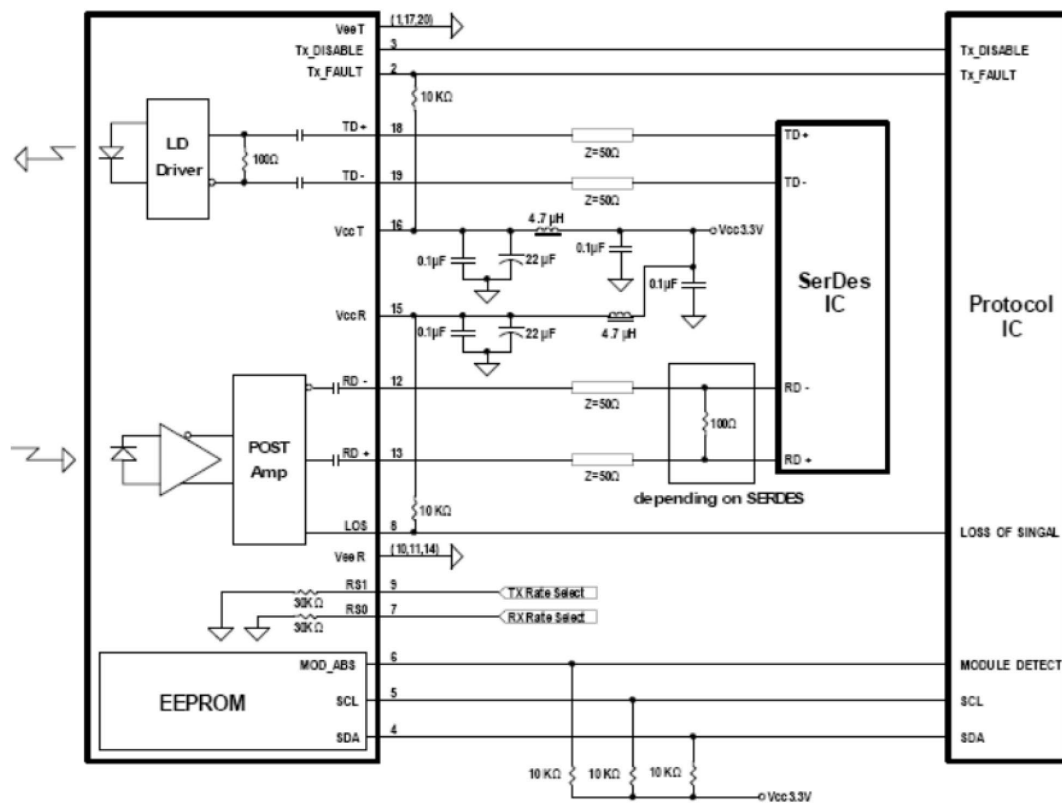 VeeT (1,17,20)
Tx_DISABLE 3 Tx_DISABLE
Tx_FAULT 2 Tx_FAULT
10 KΩ
LD
Driver
100Ω
TD+ 18 TD+
Z=50Ω
TD- 19 TD-
Z=50Ω
VccT 16 4.7 µH Vcc3.3V
0.1µF 22 µF 0.1µF
0.1µF
SerDes
IC
Protocol
IC
VccR 15
0.1µF 22 µF 4.7 µH
RD - 12 RD -
Z=50Ω
100Ω
POST
Amp
RD + 13 RD +
Z=50Ω
depending on SERDES
10 KΩ
LOS 8 LOSS OF SINGAL
VeeR (10,11,14)
RS1 9 TX Rate Select
30KΩ
RS0 7 RX Rate Select
30KΩ
MOD_ABS 6 MODULE DETECT
EEPROM
SCL 5 SCL
SDA 4 SDA
10 KΩ 10 KΩ 10 KΩ
Vcc3.3V